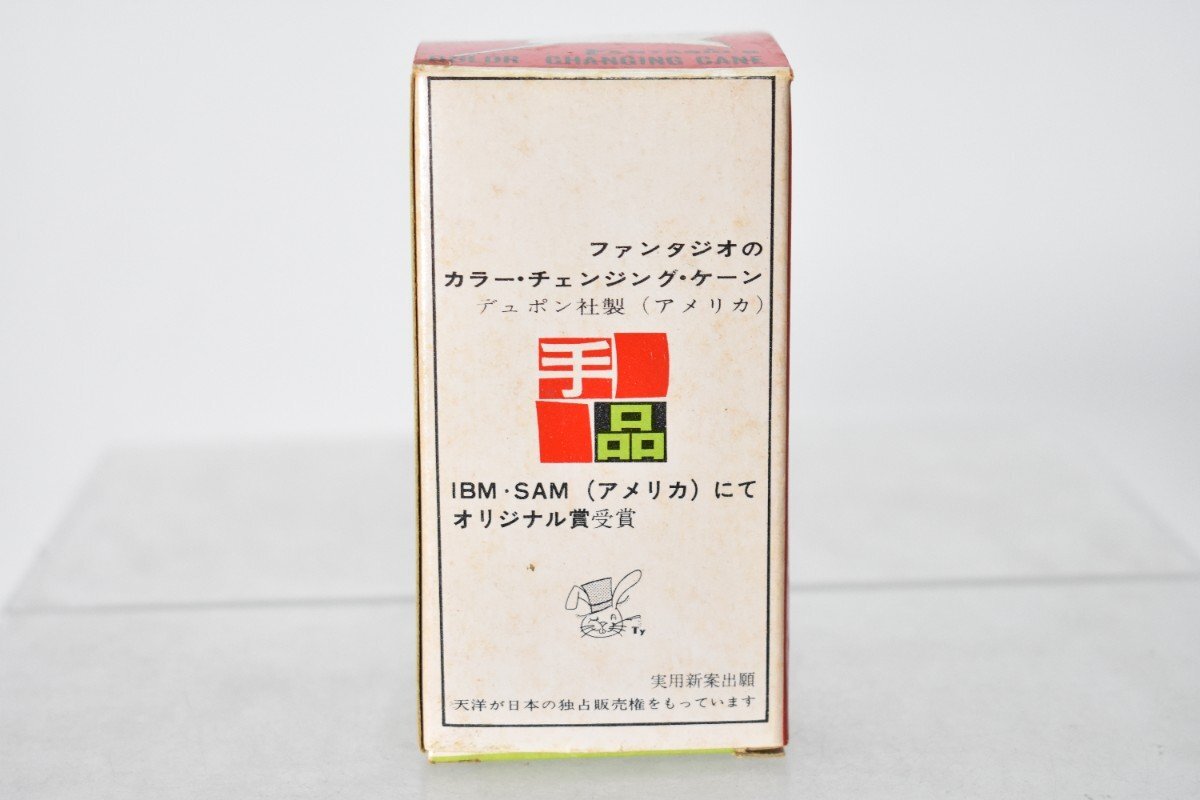 COLOR CHANGING CANE
ファンタジオの
カラー・チェンジング・ケーン
デュポン社製（アメリカ）
手品
IBM・SAM（アメリカ）にて
オリジナル賞受賞
Ty
実用新案出願
天洋が日本の独占販売権をもっています